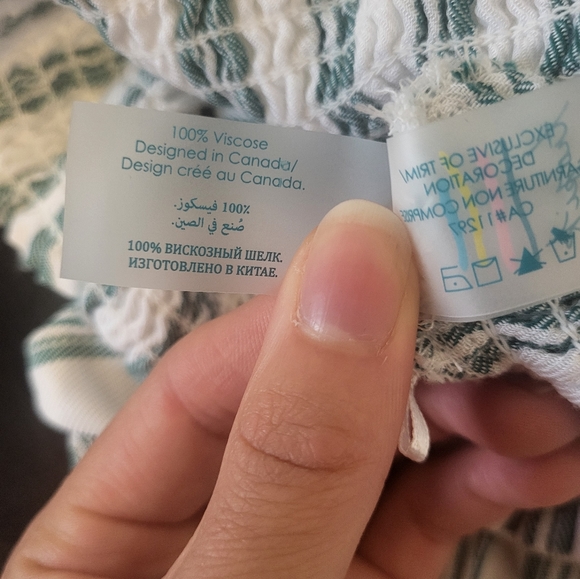 100% Viscose
Designed in Canada/
Design créé au Canada.
100٪ فيسكوز.
صُنع في الصين.
100% ВИСКОЗНЫЙ ШЕЛК.
ИЗГОТОВЛЕНО В КИТАЕ.
EXCLUSIVE OF TRIM/
DECORATION
GARNITURE NON COMPRISE
CA#11297